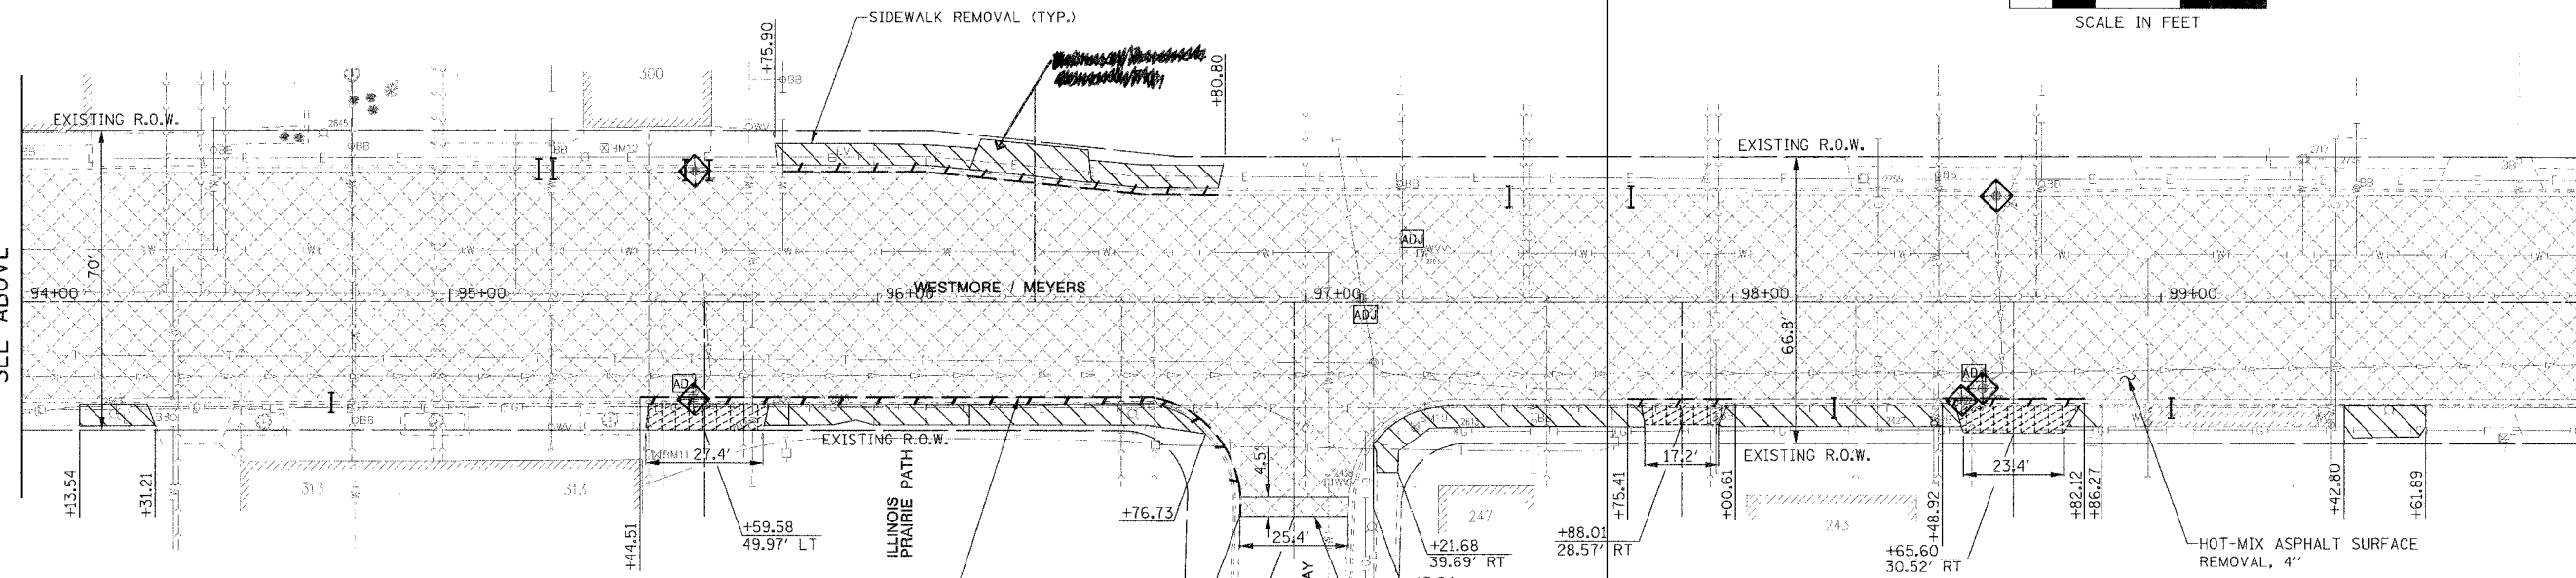 SCALE IN FEET
SIDEWALK REMOVAL (TYP.)
+75.90
+80.80
300
EXISTING R.O.W.
EXISTING R.O.W.
SEE ABOVE
70'
66.8'
94+00
95+00
96+00
97+00
98+00
99+00
WESTMORE / MEYERS
ADJ
ADJ
EXISTING R.O.W.
EXISTING R.O.W.
27.4'
17.2'
23.4'
4.5'
25.4'
313
313
247
243
+13.54
+31.21
+44.51
+59.58
49.97' LT
ILLINOIS
PRAIRIE PATH
+76.73
+21.68
39.69' RT
+88.01
28.57' RT
+75.41
+00.61
+48.92
+65.60
30.52' RT
+82.12
+86.27
+42.80
+61.89
HOT-MIX ASPHALT SURFACE
REMOVAL, 4"